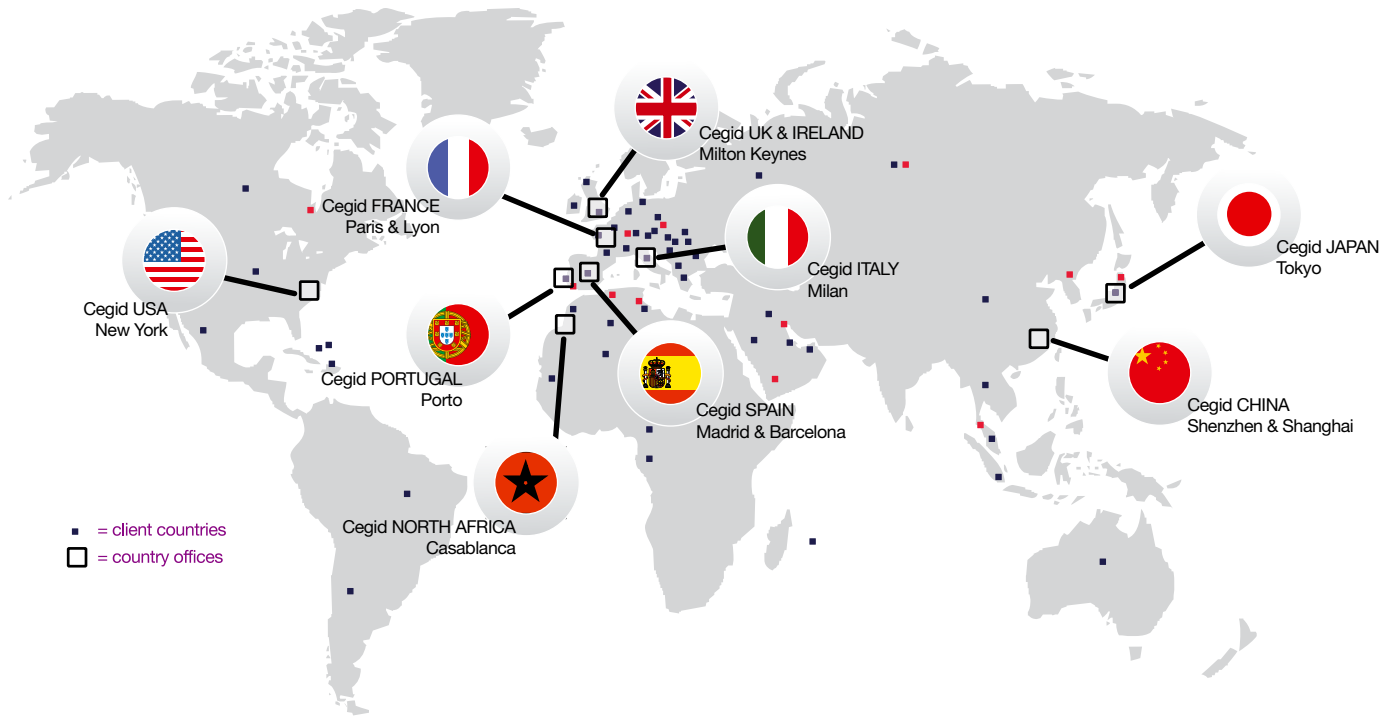 Cegid UK & IRELAND
Milton Keynes
Cegid FRANCE
Paris & Lyon
Cegid JAPAN
Tokyo
Cegid ITALY
Milan
Cegid USA
New York
Cegid PORTUGAL
Porto
Cegid SPAIN
Madrid & Barcelona
Cegid CHINA
Shenzhen & Shanghai
Cegid NORTH AFRICA
Casablanca
= client countries
= country offices